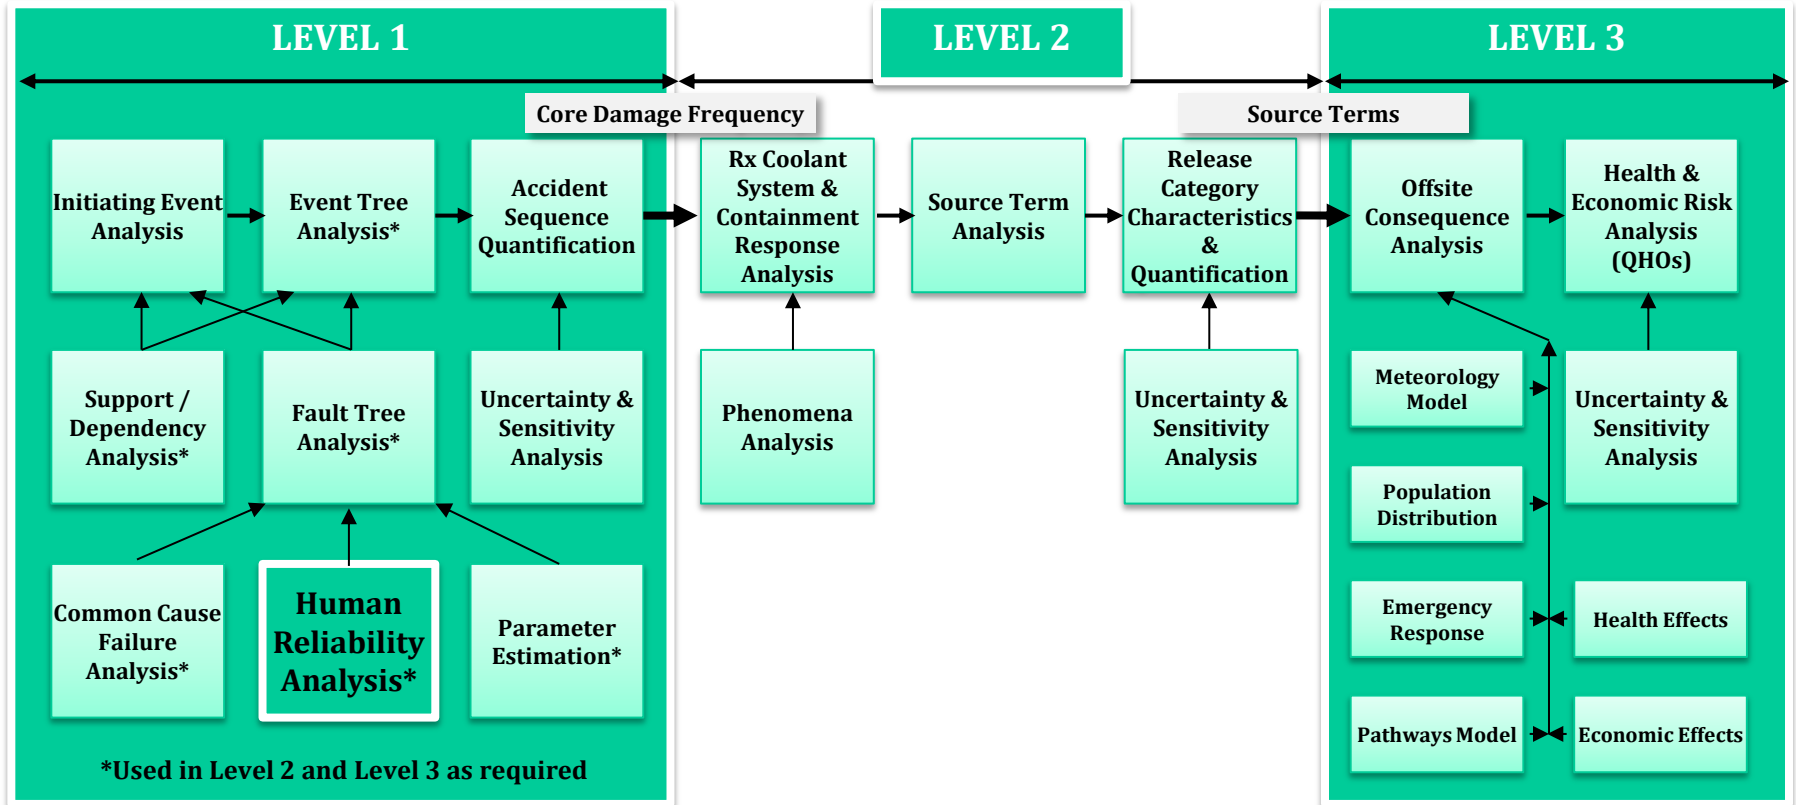 LEVEL 1
LEVEL 2
LEVEL 3
Core Damage Frequency
Source Terms
Initiating Event
Analysis
Event Tree
Analysis*
Accident
Sequence
Quantification
Rx Coolant
System &
Containment
Response
Analysis
Source Term
Analysis
Release
Category
Characteristics
&
Quantification
Offsite
Consequence
Analysis
Health &
Economic Risk
Analysis
(QHOs)
Support /
Dependency
Analysis*
Fault Tree
Analysis*
Uncertainty &
Sensitivity
Analysis
Phenomena
Analysis
Uncertainty &
Sensitivity
Analysis
Meteorology
Model
Uncertainty &
Sensitivity
Analysis
Population
Distribution
Common Cause
Failure
Analysis*
Human
Reliability
Analysis*
Parameter
Estimation*
Emergency
Response
Health Effects
Pathways Model
Economic Effects
*Used in Level 2 and Level 3 as required